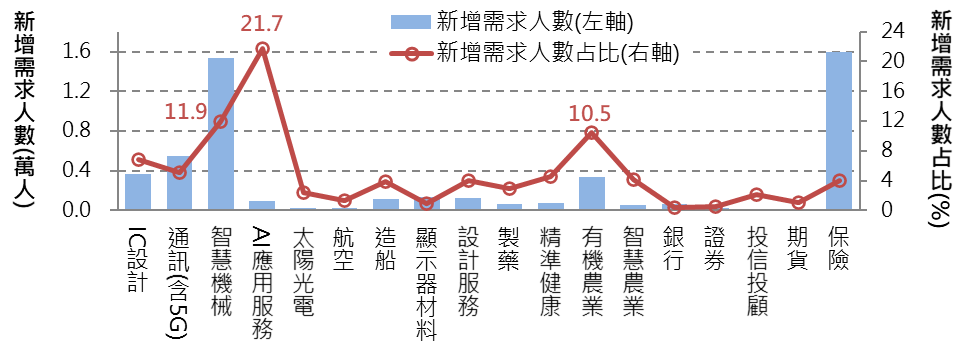 新增需求人數(萬人)
新增需求人數(左軸)
新增需求人數占比(右軸)
新增需求人數占比(%)
1.6
1.2
0.8
0.4
0.0
24
20
16
12
8
4
0
11.9
21.7
10.5
IC設計
通訊(含5G)
智慧機械
AI應用服務
太陽光電
航空
造船
顯示器材料
設計服務
製藥
精準健康
有機農業
智慧農業
銀行
證券
投信投顧
期貨
保險